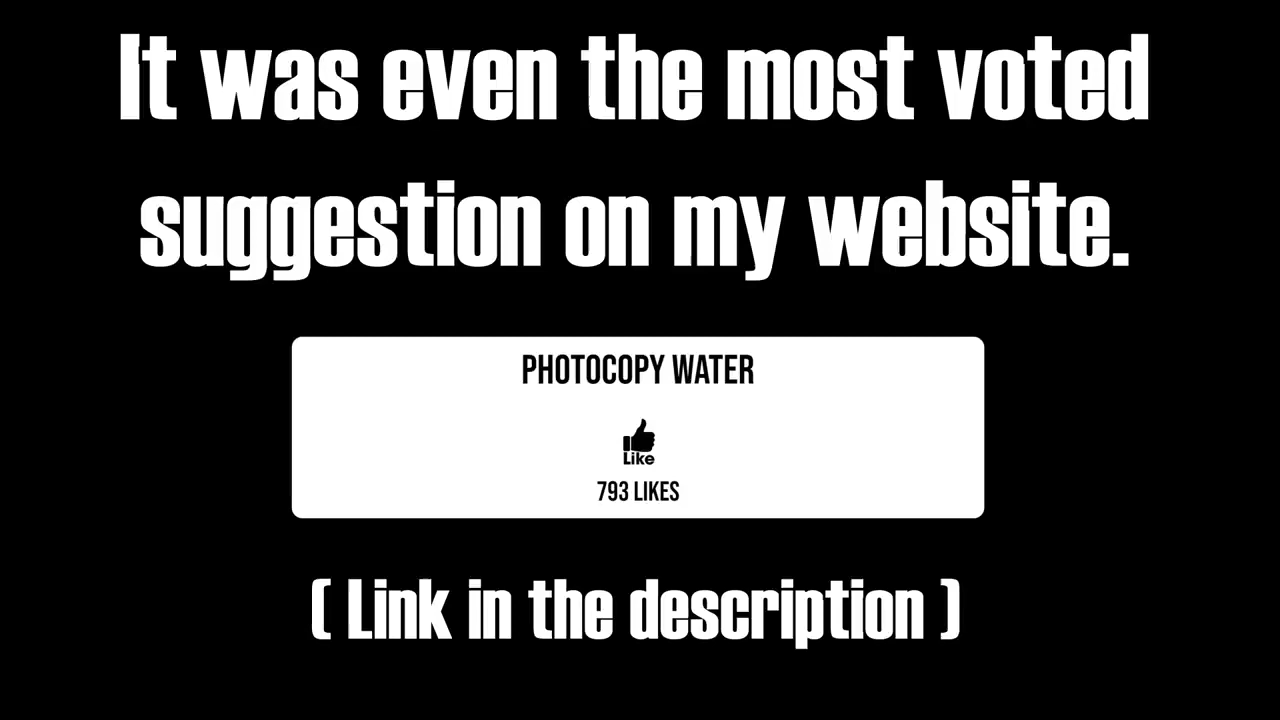 It was even the most voted
suggestion on my website.
PHOTOCOPY WATER
Like
793 LIKES
( Link in the description )